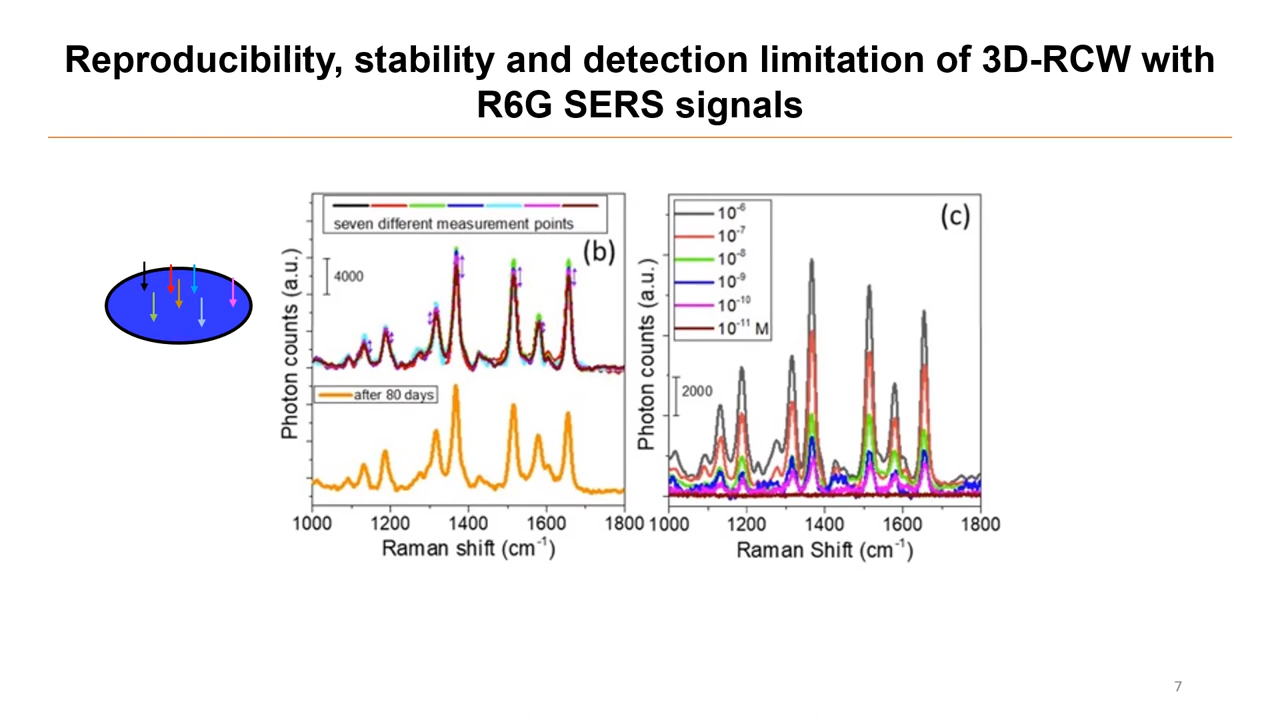 Reproducibility, stability and detection limitation of 3D-RCW with
R6G SERS signals
seven different measurement points
(b)
4000
after 80 days
Photon counts (a.u.)
1000 1200 1400 1600 1800
Raman shift (cm⁻¹)
(c)
10⁻⁶
10⁻⁷
10⁻⁸
10⁻⁹
10⁻¹⁰
10⁻¹¹ M
2000
Photon counts (a.u.)
1000 1200 1400 1600 1800
Raman Shift (cm⁻¹)
7